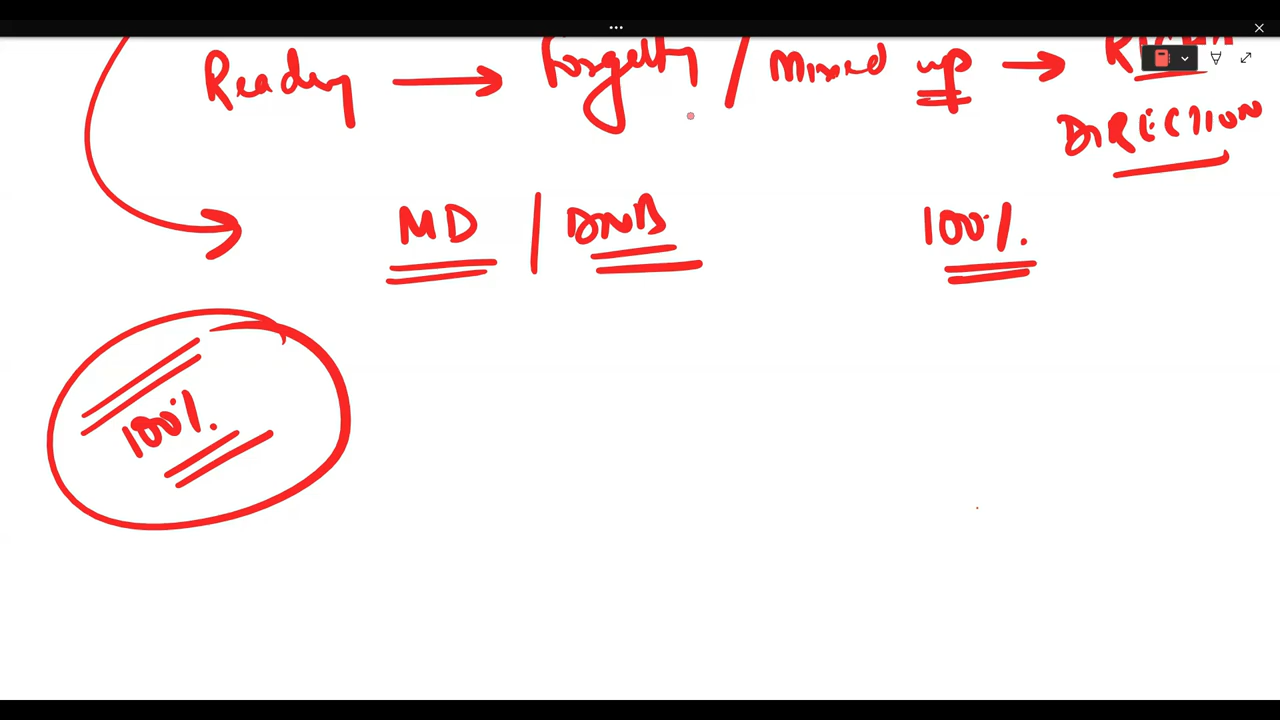 Reading → Forgetting / Mixed up →
DIRECTION
MD / DNB 100%.
100%.